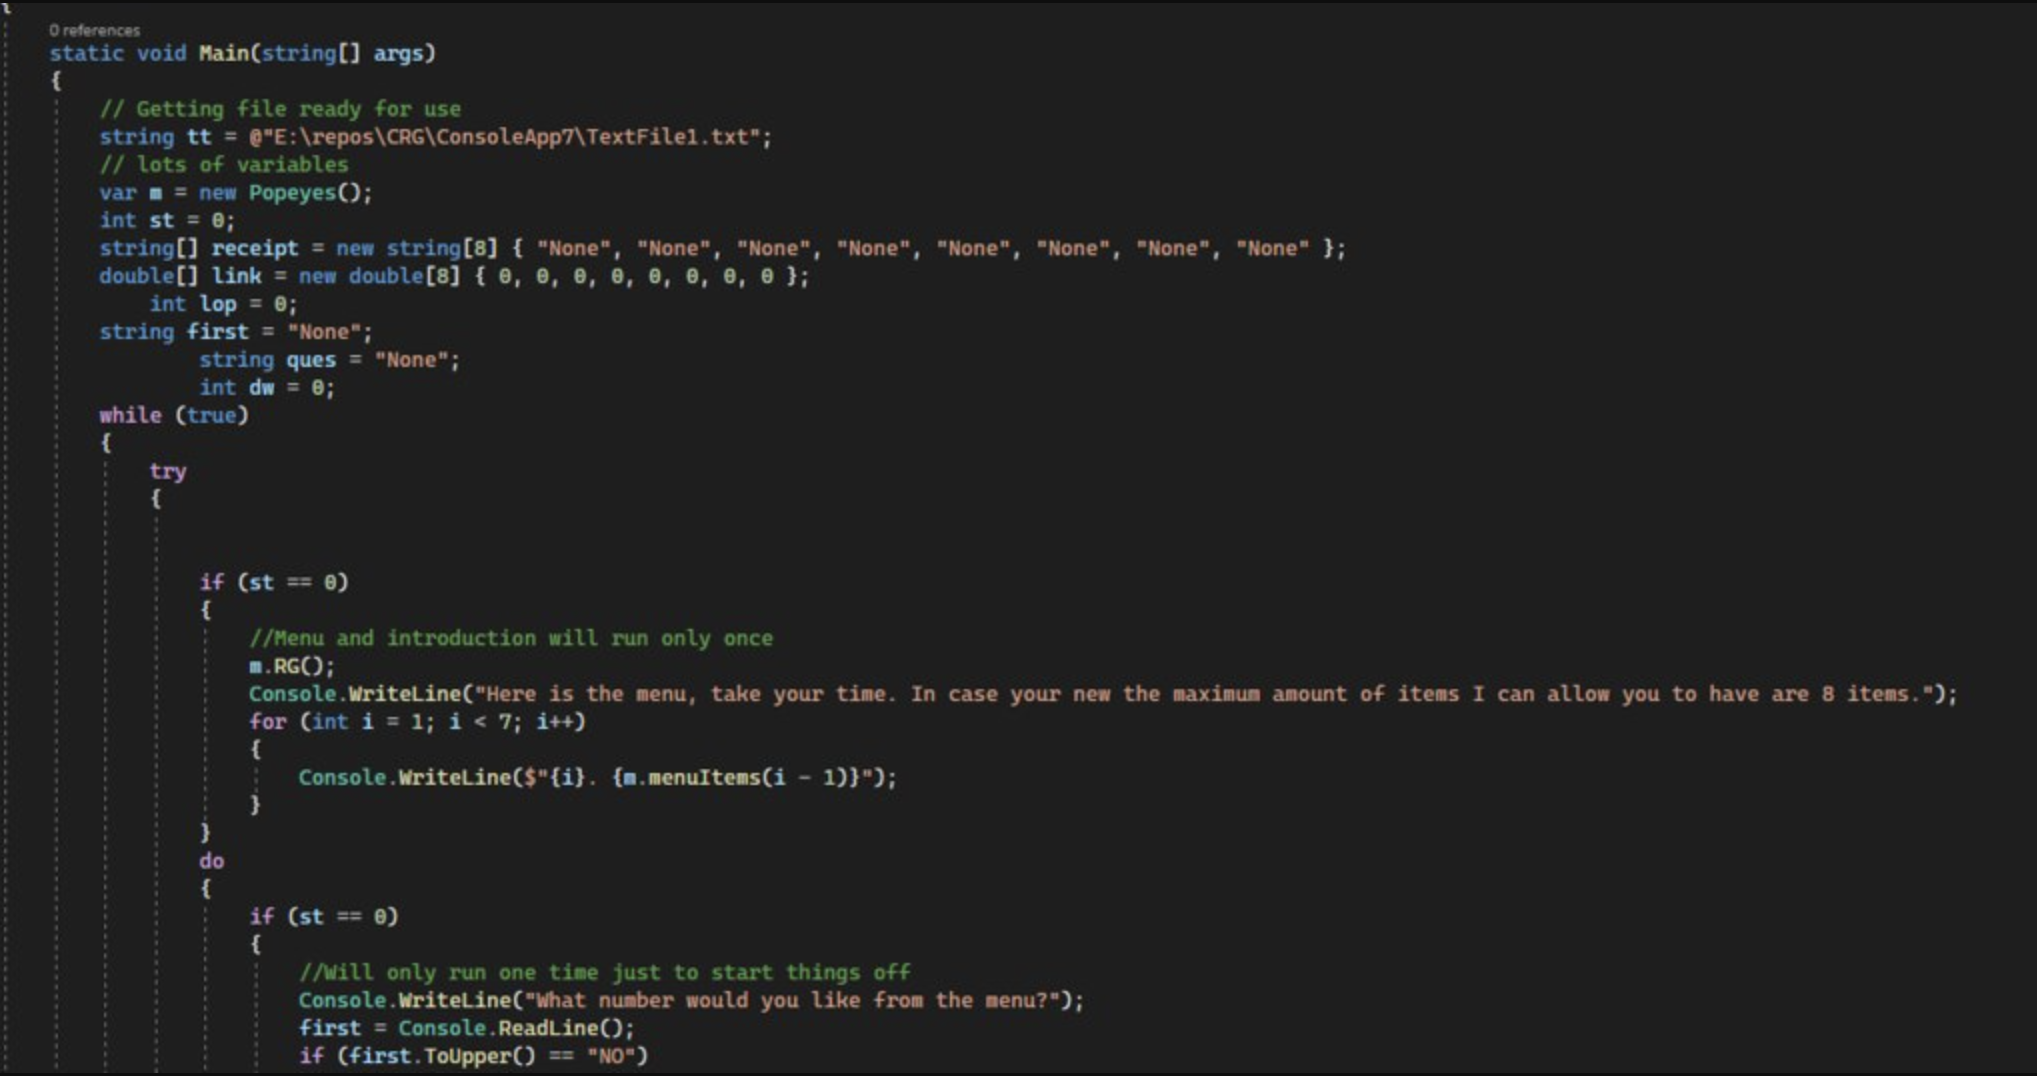 {
0 references
static void Main(string[] args)
{
// Getting file ready for use
string tt = @"E:\repos\CRG\ConsoleApp7\TextFile1.txt";
// lots of variables
var m = new Popeyes();
int st = 0;
string[] receipt = new string[8] { "None", "None", "None", "None", "None", "None", "None", "None" };
double[] link = new double[8] { 0, 0, 0, 0, 0, 0, 0, 0 };
int lop = 0;
string first = "None";
string ques = "None";
int dw = 0;
while (true)
{
try
{
if (st == 0)
{
//Menu and introduction will run only once
m.RG();
Console.WriteLine("Here is the menu, take your time. In case your new the maximum amount of items I can allow you to have are 8 items.");
for (int i = 1; i < 7; i++)
{
Console.WriteLine($"{i}. {m.menuItems(i - 1)}");
}
}
do
{
if (st == 0)
{
//Will only run one time just to start things off
Console.WriteLine("What number would you like from the menu?");
first = Console.ReadLine();
if (first.ToUpper() == "NO")